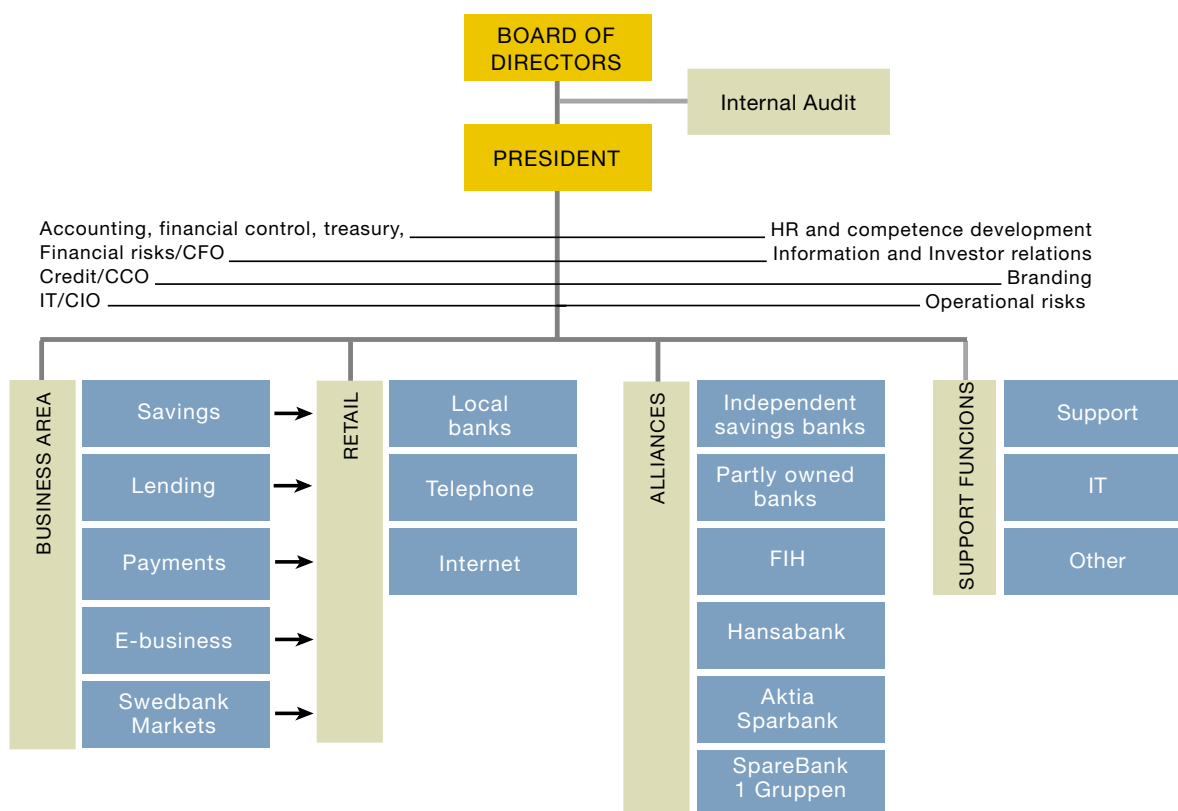 BOARD OF
DIRECTORS
Internal Audit
PRESIDENT
Accounting, financial control, treasury,
HR and competence development
Financial risks/CFO
Information and Investor relations
Credit/CCO
Branding
IT/CIO
Operational risks
BUSINESS AREA
Savings
Lending
Payments
E-business
Swedbank
Markets
RETAIL
Local
banks
Telephone
Internet
ALLIANCES
Independent
savings banks
Partly owned
banks
FIH
Hansabank
Aktia
Sparbank
SpareBank
1 Gruppen
SUPPORT FUNCIONS
Support
IT
Other